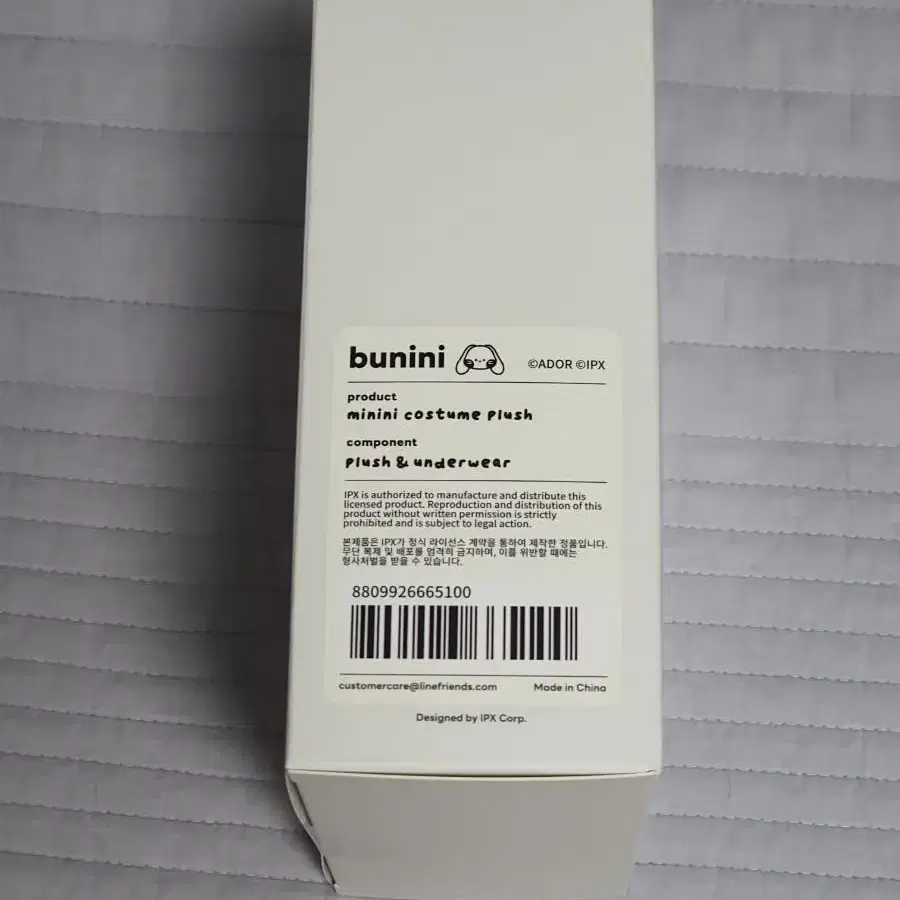 bunini ©ADOR ©IPX
product
minini costume plush
component
plush & underwear
IPX is authorized to manufacture and distribute this
licensed product. Reproduction and distribution of this
product without written permission is strictly
prohibited and is subject to legal action.
본제품은 IPX가 정식 라이선스 계약을 통하여 제작한 정품입니다.
무단 복제 및 배포를 엄격히 금지하며, 이를 위반할 때에는
형사처벌을 받을 수 있습니다.
8809926665100
customercare@linefriends.com Made in China
Designed by IPX Corp.